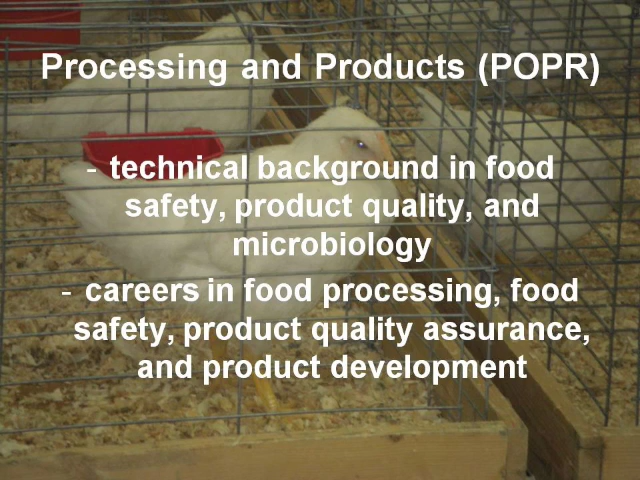 Processing and Products (POPR)
- technical background in food
safety, product quality, and
microbiology
- careers in food processing, food
safety, product quality assurance,
and product development